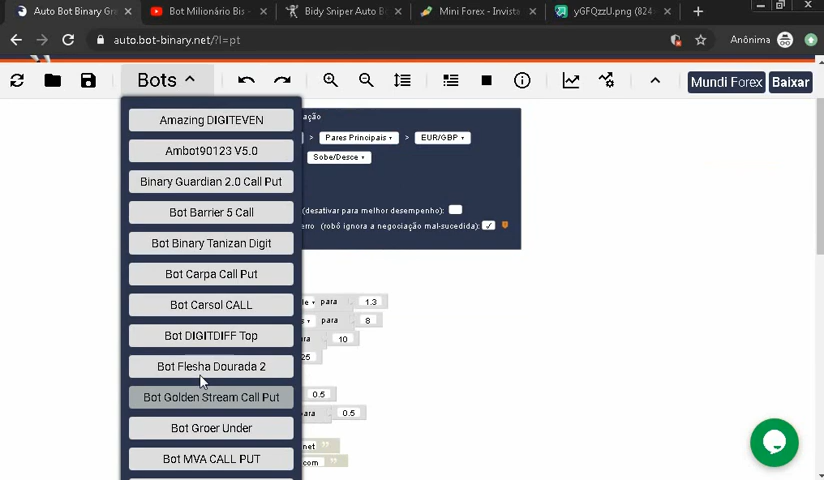 Auto Bot Binary Gr
Bot Milionário Bis -
Bidy Sniper Auto B
Mini Forex - Invista
yGFQzzU.png (824
auto.bot-binary.net/?l=pt
Anônima
Bots
Mundi Forex
Baixar
Amazing DIGITEVEN
Ambot90123 V5.0
Binary Guardian 2.0 Call Put
Bot Barrier 5 Call
Bot Binary Tanizan Digit
Bot Carpa Call Put
Bot Carsol CALL
Bot DIGITDIFF Top
Bot Flesha Dourada 2
Bot Golden Stream Call Put
Bot Groer Under
Bot MVA CALL PUT
> Pares Principais > EUR/GBP
Sobe/Desce
(desativar para melhor desempenho):
(robô ignora a negociação mal-sucedida):
para 1.3
para 8
10
25
0.5
para 0.5
net
com